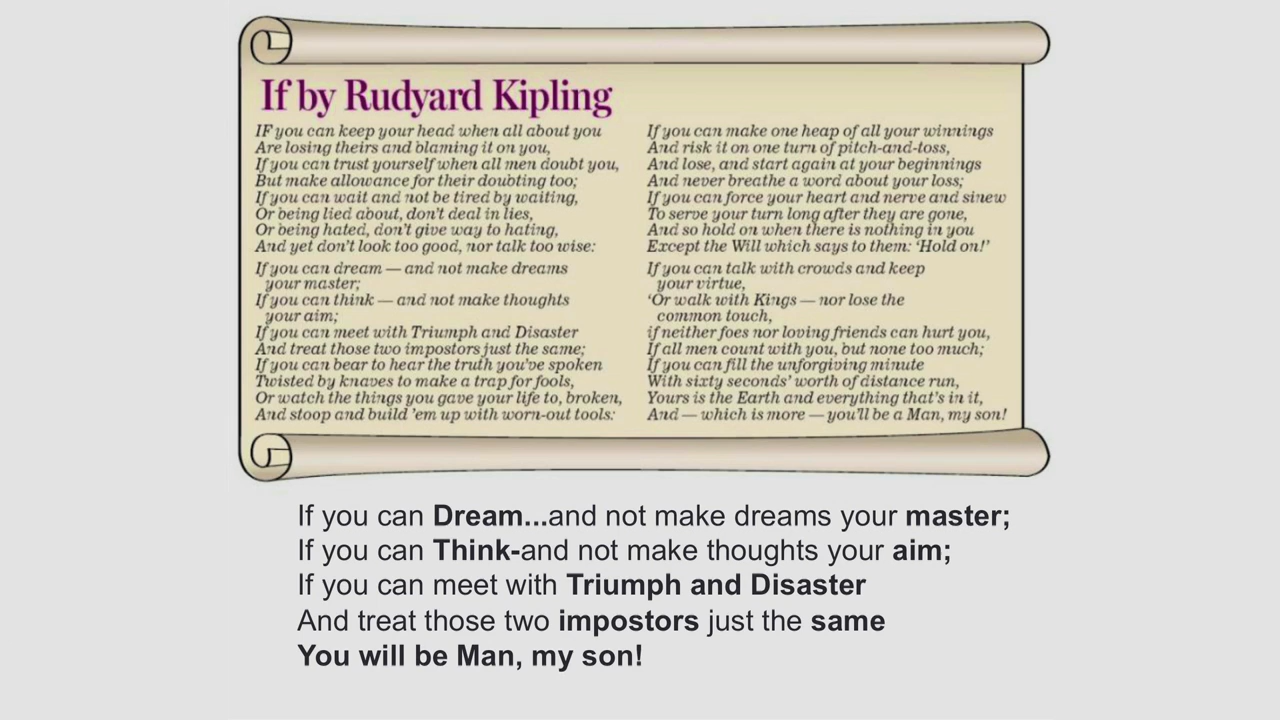 If by Rudyard Kipling
IF you can keep your head when all about you
Are losing theirs and blaming it on you,
If you can trust yourself when all men doubt you,
But make allowance for their doubting too;
If you can wait and not be tired by waiting,
Or being lied about, don't deal in lies,
Or being hated, don't give way to hating,
And yet don't look too good, nor talk too wise:
If you can dream — and not make dreams
your master;
If you can think — and not make thoughts
your aim;
If you can meet with Triumph and Disaster
And treat those two impostors just the same;
If you can bear to hear the truth you've spoken
Twisted by knaves to make a trap for fools,
Or watch the things you gave your life to, broken,
And stoop and build 'em up with worn-out tools:
If you can make one heap of all your winnings
And risk it on one turn of pitch-and-toss,
And lose, and start again at your beginnings
And never breathe a word about your loss;
If you can force your heart and nerve and sinew
To serve your turn long after they are gone,
And so hold on when there is nothing in you
Except the Will which says to them: 'Hold on!'
If you can talk with crowds and keep
your virtue,
'Or walk with Kings — nor lose the
common touch,
if neither foes nor loving friends can hurt you,
If all men count with you, but none too much;
If you can fill the unforgiving minute
With sixty seconds' worth of distance run,
Yours is the Earth and everything that's in it,
And — which is more — you'll be a Man, my son!
If you can Dream...and not make dreams your master;
If you can Think-and not make thoughts your aim;
If you can meet with Triumph and Disaster
And treat those two impostors just the same
You will be Man, my son!